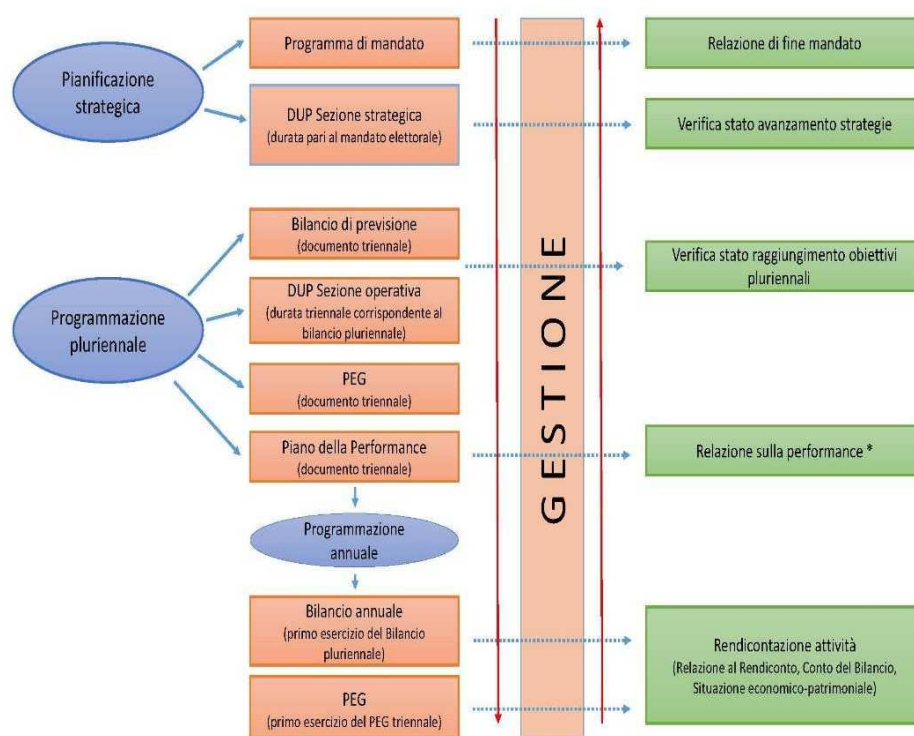 Pianificazione
strategica
Programma di mandato
DUP Sezione strategica
(durata pari al mandato elettorale)
Programmazione
pluriennale
Bilancio di previsione
(documento triennale)
DUP Sezione operativa
(durata triennale corrispondente al
bilancio pluriennale)
PEG
(documento triennale)
Piano della Performance
(documento triennale)
Programmazione
annuale
Bilancio annuale
(primo esercizio del Bilancio
pluriennale)
PEG
(primo esercizio del PEG triennale)
GESTIONE
Relazione di fine mandato
Verifica stato avanzamento strategie
Verifica stato raggiungimento obiettivi
pluriennali
Relazione sulla performance *
Rendicontazione attività
(Relazione al Rendiconto, Conto del Bilancio,
Situazione economico-patrimoniale)